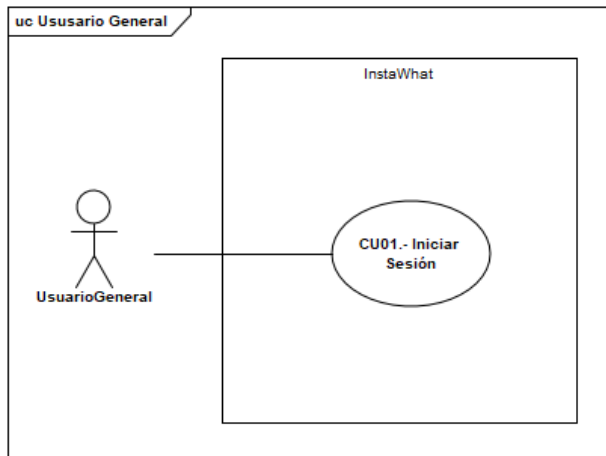 uc Ususario General
InstaWhat
CU01.- Iniciar
Sesión
UsuarioGeneral